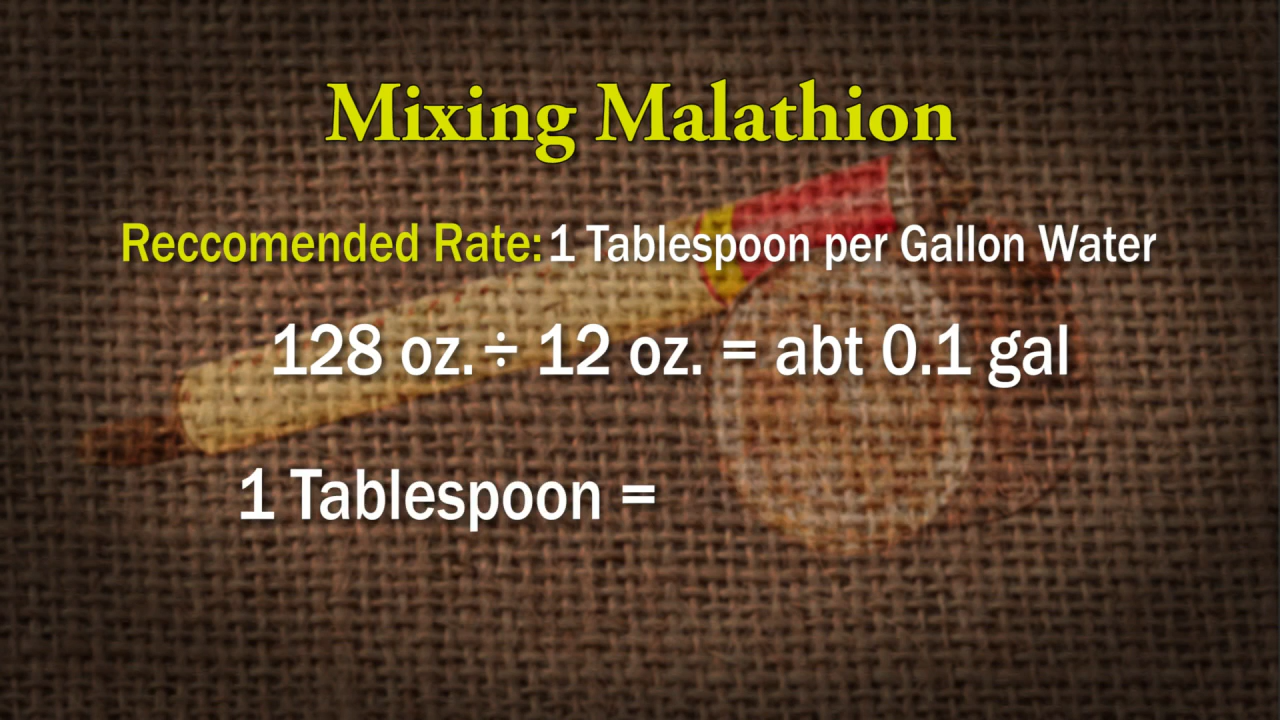 Mixing Malathion
Reccomended Rate: 1 Tablespoon per Gallon Water
128 oz. ÷ 12 oz. = abt 0.1 gal
1 Tablespoon =